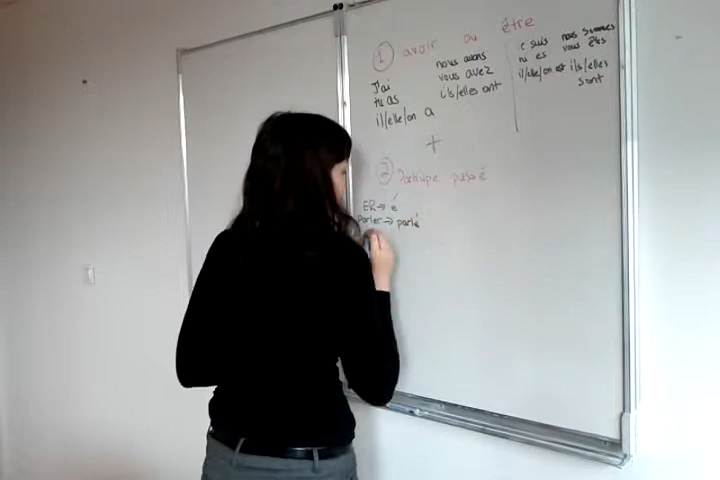 ① avoir ou être
J'ai
tu as
il/elle/on a
nous avons
vous avez
ils/elles ont
e suis
tu es
il/elle/on est
nous sommes
vous êtes
ils/elles
sont
+
② Participe passé
ER → é
parler → parlé